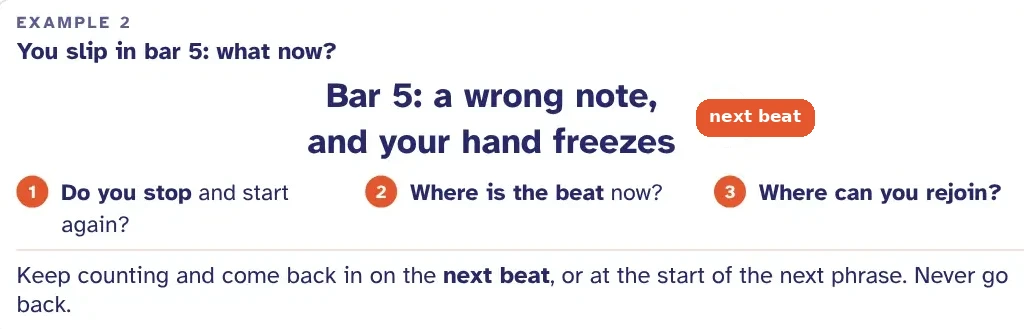 EXAMPLE 2
You slip in bar 5: what now?
Bar 5: a wrong note,
and your hand freezes
next beat
1 Do you stop and start
again?
2 Where is the beat now?
3 Where can you rejoin?
Keep counting and come back in on the next beat, or at the start of the next phrase. Never go
back.